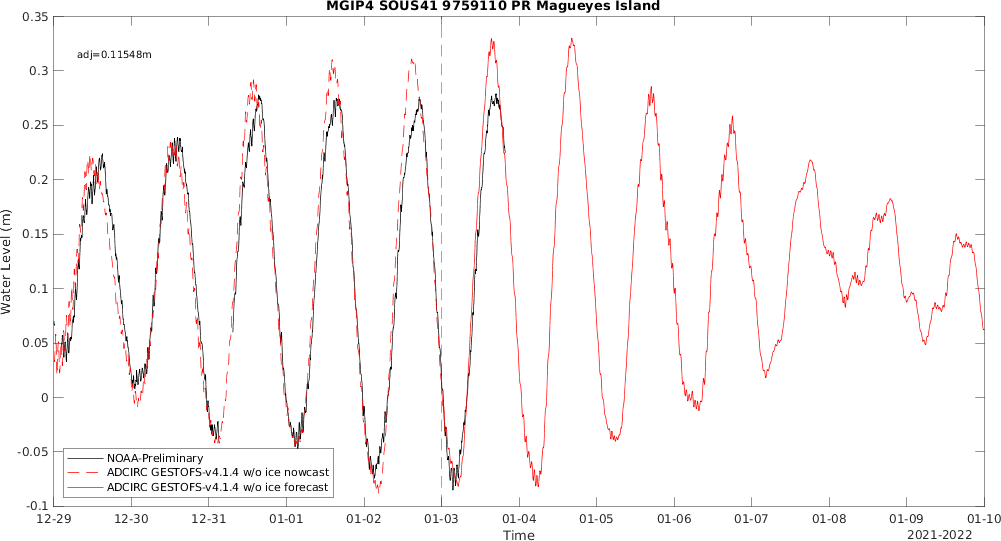 MGIP4 SOUS41 9759110 PR Magueyes Island
adj=0.11548m
0.35
0.3
0.25
0.2
0.15
0.1
0.05
0
-0.05
-0.1
Water Level (m)
NOAA-Preliminary
ADCIRC GESTOFS-v4.1.4 w/o ice nowcast
ADCIRC GESTOFS-v4.1.4 w/o ice forecast
12-29 12-30 12-31 01-01 01-02 01-03 01-04 01-05 01-06 01-07 01-08 01-09 01-10
Time
2021-2022